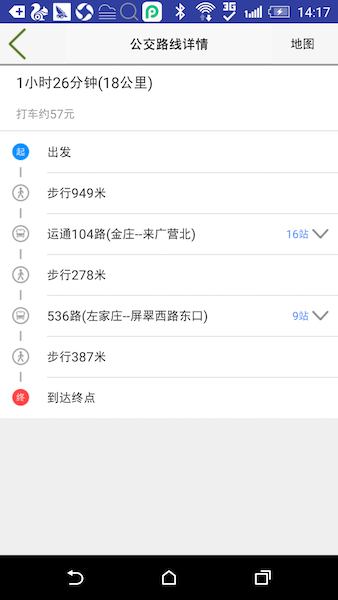 3G 14:17
公交路线详情 地图
1小时26分钟(18公里)
打车约57元
起 出发
步行949米
运通104路(金庄--来广营北) 16站
步行278米
536路(左家庄--屏翠西路东口) 9站
步行387米
终 到达终点